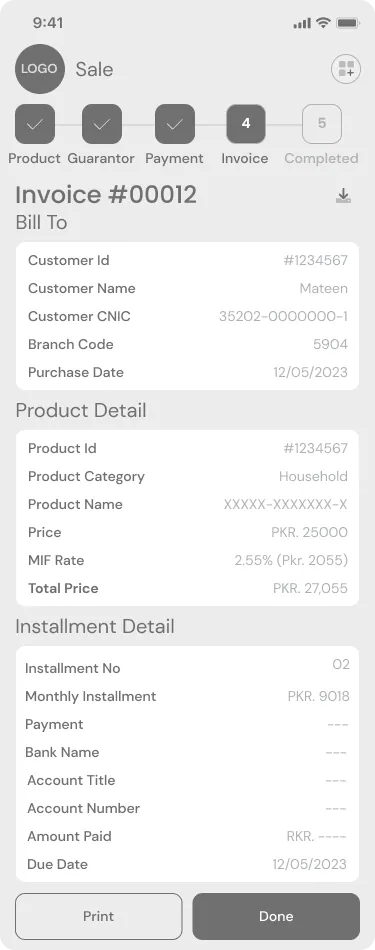 9:41
LOGO Sale
4 5
Product Guarantor Payment Invoice Completed
Invoice #00012
Bill To
Customer Id #1234567
Customer Name Mateen
Customer CNIC 35202-0000000-1
Branch Code 5904
Purchase Date 12/05/2023
Product Detail
Product Id #1234567
Product Category Household
Product Name XXXXX-XXXXXXX-X
Price PKR. 25000
MIF Rate 2.55% (Pkr. 2055)
Total Price PKR. 27,055
Installment Detail
Installment No 02
Monthly Installment PKR. 9018
Payment ---
Bank Name ---
Account Title ---
Account Number ---
Amount Paid RKR. ----
Due Date 12/05/2023
Print Done